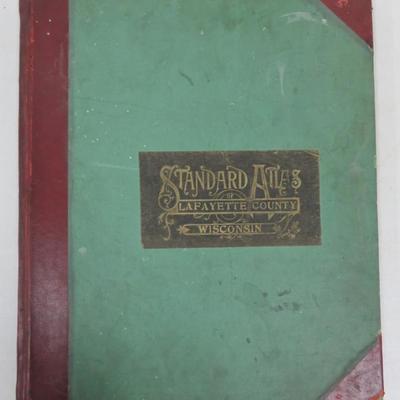 STANDARD ATLAS
OF
LAFAYETTE COUNTY
WISCONSIN